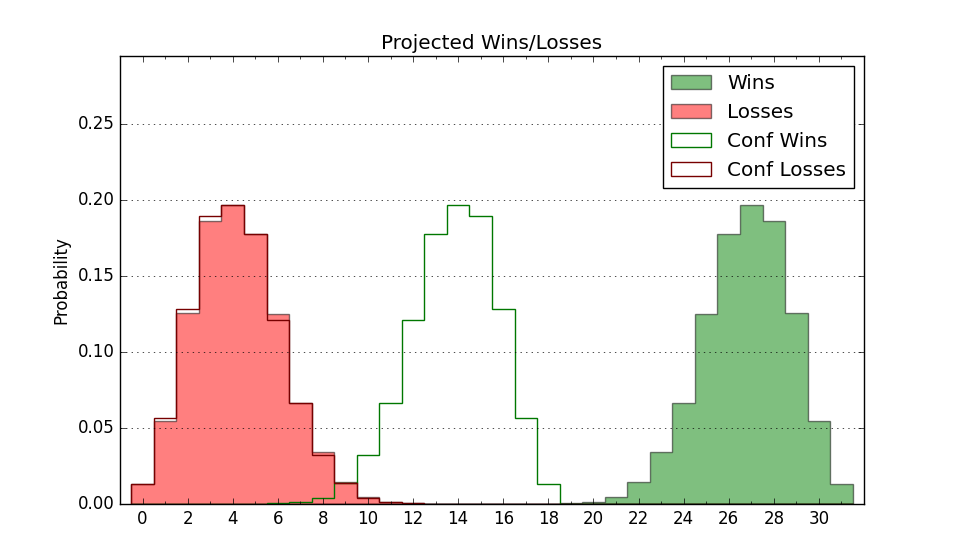 Projected Wins/Losses
Wins
Losses
Conf Wins
Conf Losses
Probability
0.25
0.20
0.15
0.10
0.05
0.00
0 2 4 6 8 10 12 14 16 18 20 22 24 26 28 30